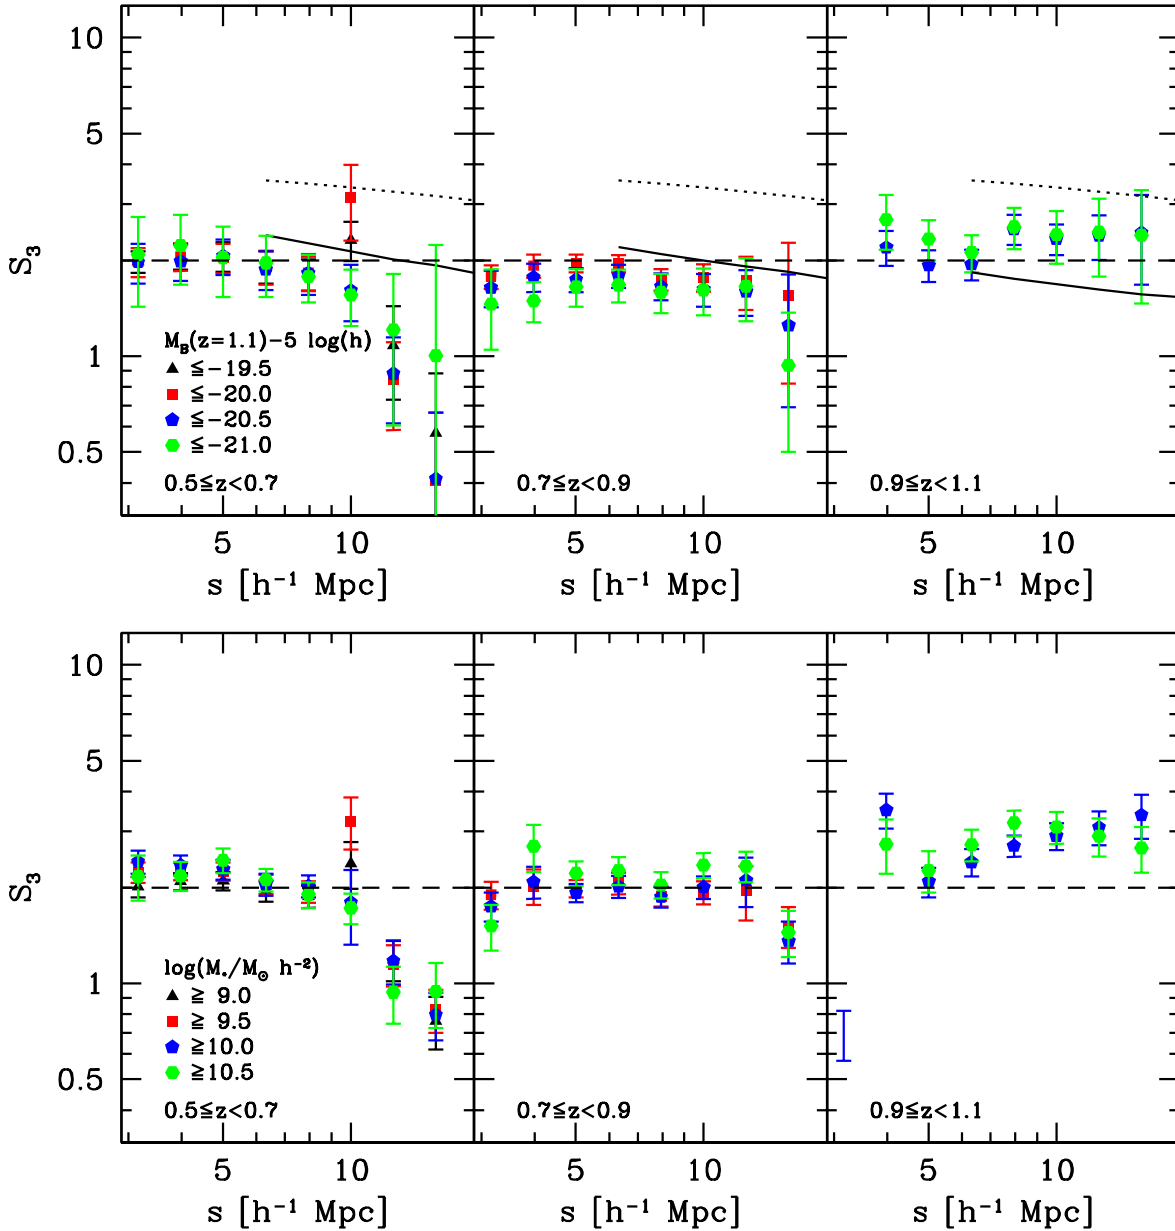 10
5
S₃
1
0.5
M_B(z=1.1)−5 log(h)
≦−19.5
≦−20.0
≦−20.5
≦−21.0
0.5≦z<0.7
0.7≦z<0.9
0.9≦z<1.1
5 10 5 10 5 10
s [h⁻¹ Mpc] s [h⁻¹ Mpc] s [h⁻¹ Mpc]
10
5
S₃
1
0.5
log(M⋆/M⊙ h⁻²)
≧ 9.0
≧ 9.5
≧10.0
≧10.5
0.5≦z<0.7
0.7≦z<0.9
0.9≦z<1.1
5 10 5 10 5 10
s [h⁻¹ Mpc] s [h⁻¹ Mpc] s [h⁻¹ Mpc]